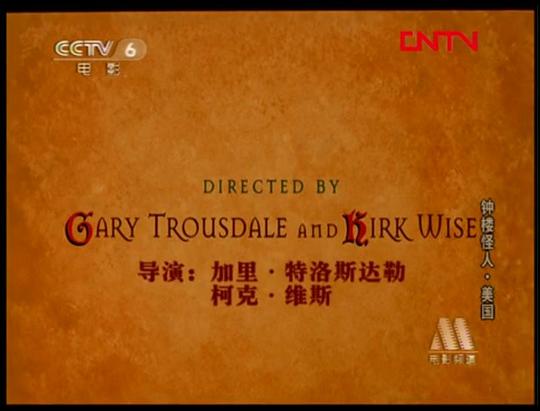 CCTV 6
电影
CNTV
DIRECTED BY
GARY TROUSDALE AND KIRK WISE
导演：加里·特洛斯达勒
柯克·维斯
钟楼怪人·美国
电影频道